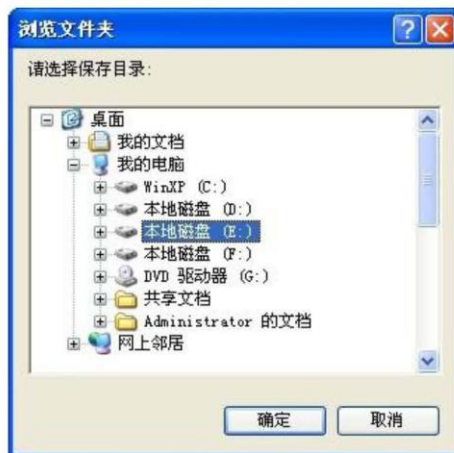 浏览文件夹
请选择保存目录:
桌面
我的文档
我的电脑
WinXP (C:)
本地磁盘 (D:)
本地磁盘 (E:)
本地磁盘 (F:)
DVD 驱动器 (G:)
共享文档
Administrator 的文档
网上邻居
确定 取消